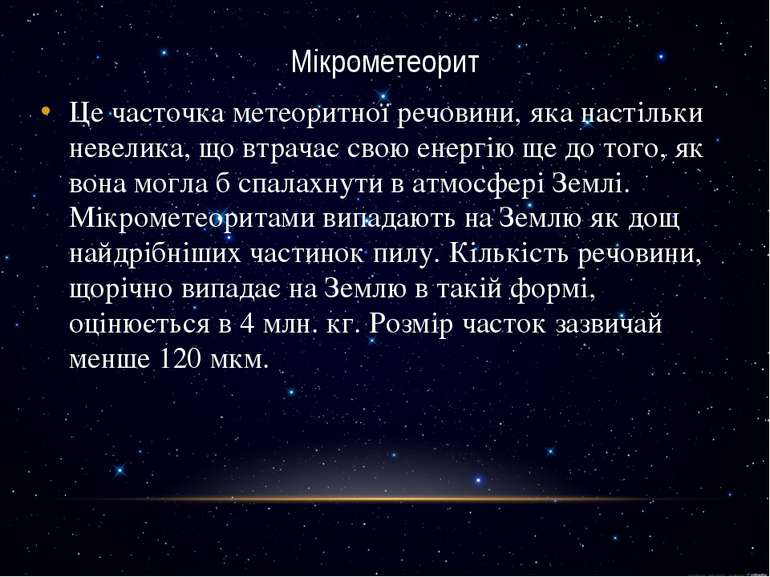 Мікрометеорит
• Це часточка метеоритної речовини, яка настільки
невелика, що втрачає свою енергію ще до того, як
вона могла б спалахнути в атмосфері Землі.
Мікрометеоритами випадають на Землю як дощ
найдрібніших частинок пилу. Кількість речовини,
щорічно випадає на Землю в такій формі,
оцінюється в 4 млн. кг. Розмір часток зазвичай
менше 120 мкм.